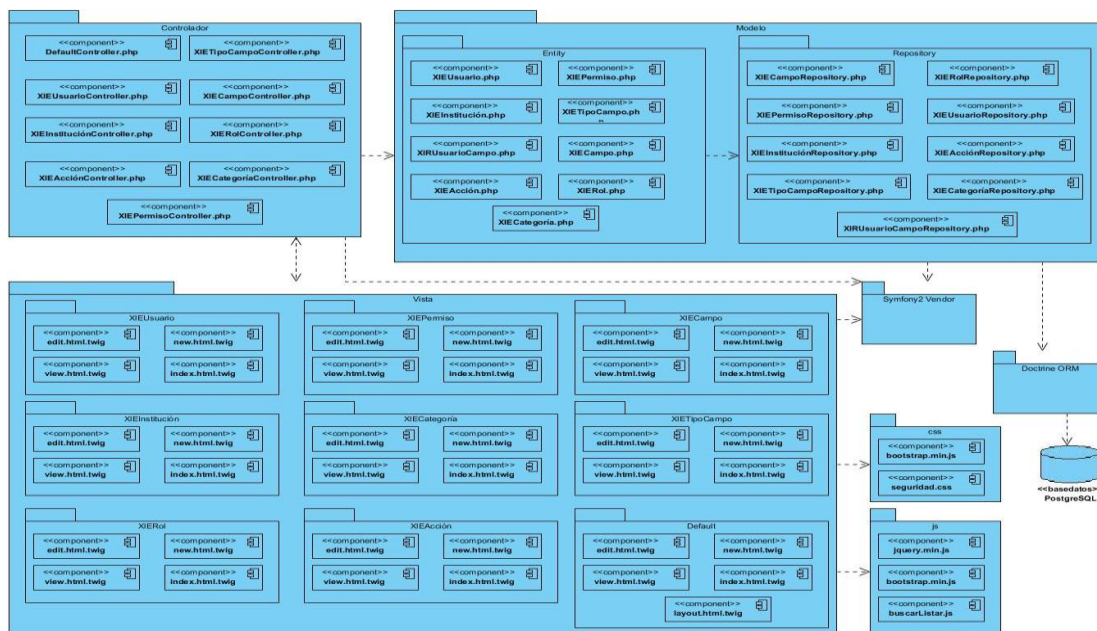 Controlador
<<component>>
DefaultController.php
<<component>>
XIETipoCampoController.php
<<component>>
XIEUsuarioController.php
<<component>>
XIECampoController.php
<<component>>
XIEInstituciónController.php
<<component>>
XIERolController.php
<<component>>
XIEAcciónController.php
<<component>>
XIECategoríaController.php
<<component>>
XIEPermisoController.php
Modelo
Entity
<<component>>
XIEUsuario.php
<<component>>
XIEPermiso.php
<<component>>
XIEInstitución.php
<<component>>
XIETipoCampo.ph
<<component>>
XIRUsuarioCampo.php
<<component>>
XIECampo.php
<<component>>
XIEAcción.php
<<component>>
XIERol.php
<<component>>
XIECategoría.php
Repository
<<component>>
XIECampoRepository.php
<<component>>
XIERolRepository.php
<<component>>
XIEPermisoRepository.php
<<component>>
XIEUsuarioRepository.php
<<component>>
XIEInstituciónRepository.php
<<component>>
XIEAcciónRepository.php
<<component>>
XIETipoCampoRepository.php
<<component>>
XIECategoríaRepository.php
<<component>>
XIRUsuarioCampoRepository.php
Vista
XIEUsuario
<<component>>
edit.html.twig
<<component>>
new.html.twig
<<component>>
view.html.twig
<<component>>
index.html.twig
XIEPermiso
<<component>>
edit.html.twig
<<component>>
new.html.twig
<<component>>
view.html.twig
<<component>>
index.html.twig
XIECampo
<<component>>
edit.html.twig
<<component>>
new.html.twig
<<component>>
view.html.twig
<<component>>
index.html.twig
XIEInstitución
<<component>>
edit.html.twig
<<component>>
new.html.twig
<<component>>
view.html.twig
<<component>>
index.html.twig
XIECategoría
<<component>>
edit.html.twig
<<component>>
new.html.twig
<<component>>
view.html.twig
<<component>>
index.html.twig
XIETipoCampo
<<component>>
edit.html.twig
<<component>>
new.html.twig
<<component>>
view.html.twig
<<component>>
index.html.twig
XIERol
<<component>>
edit.html.twig
<<component>>
new.html.twig
<<component>>
view.html.twig
<<component>>
index.html.twig
XIEAcción
<<component>>
edit.html.twig
<<component>>
new.html.twig
<<component>>
view.html.twig
<<component>>
index.html.twig
Default
<<component>>
edit.html.twig
<<component>>
new.html.twig
<<component>>
view.html.twig
<<component>>
index.html.twig
<<component>>
layout.html.twig
Symfony2 Vendor
Doctrine ORM
<<basedatos>>
PostgreSQL
css
<<component>>
bootstrap.min.js
<<component>>
seguridad.css
js
<<component>>
jquery.min.js
<<component>>
bootstrap.min.js
<<component>>
buscarListar.js